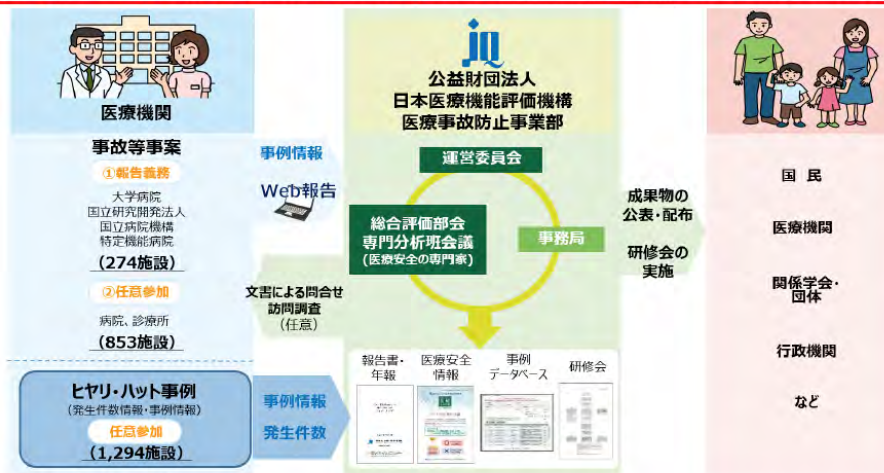 医療機関
事故等事案
①報告義務
大学病院
国立研究開発法人
国立病院機構
特定機能病院
(274施設)
②任意参加
病院、診療所
(853施設)
ヒヤリ・ハット事例
(発生件数情報・事例情報)
任意参加
(1,294施設)
事例情報
Web報告
文書による問合せ
訪問調査
(任意)
事例情報
発生件数
jq
公益財団法人
日本医療機能評価機構
医療事故防止事業部
運営委員会
総合評価部会
専門分析班会議
(医療安全の専門家)
事務局
報告書・
年報
医療安全
情報
事例
データベース
研修会
成果物の
公表・配布
研修会の
実施
国 民
医療機関
関係学会・
団体
行政機関
など